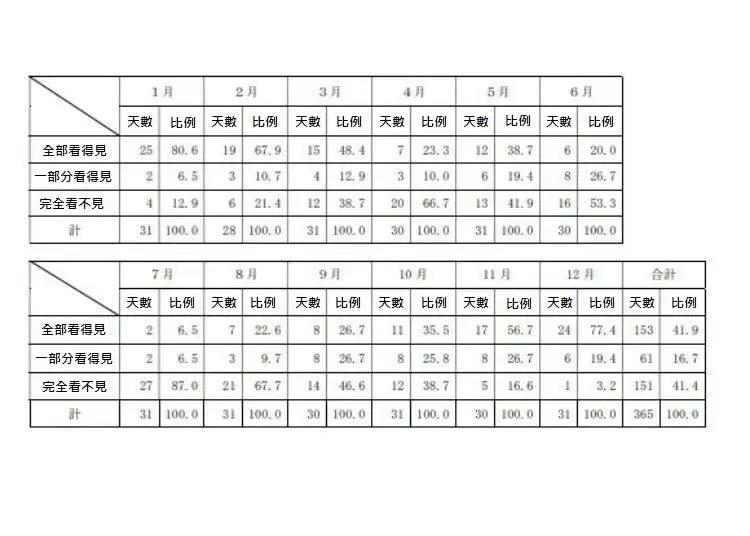 1月 2月 3月 4月 5月 6月
天數 比例 天數 比例 天數 比例 天數 比例 天數 比例 天數 比例
全部看得見 25 80.6 19 67.9 15 48.4 7 23.3 12 38.7 6 20.0
一部分看得見 2 6.5 3 10.7 4 12.9 3 10.0 6 19.4 8 26.7
完全看不見 4 12.9 6 21.4 12 38.7 20 66.7 13 41.9 16 53.3
計 31 100.0 28 100.0 31 100.0 30 100.0 31 100.0 30 100.0
7月 8月 9月 10月 11月 12月 合計
天數 比例 天數 比例 天數 比例 天數 比例 天數 比例 天數 比例 天數 比例
全部看得見 2 6.5 7 22.6 8 26.7 11 35.5 17 56.7 24 77.4 153 41.9
一部分看得見 2 6.5 3 9.7 8 26.7 8 25.8 8 26.7 6 19.4 61 16.7
完全看不見 27 87.0 21 67.7 14 46.6 12 38.7 5 16.6 1 3.2 151 41.4
計 31 100.0 31 100.0 30 100.0 31 100.0 30 100.0 31 100.0 365 100.0